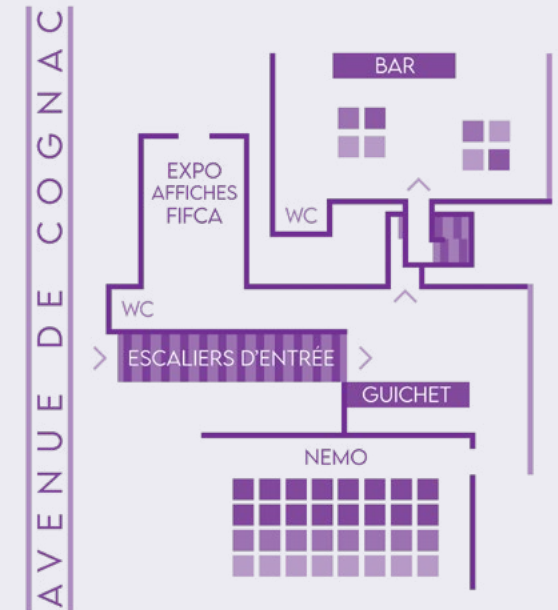 AVENUE DE COGNAC
BAR
EXPO
AFFICHES
FIFCA
WC
WC
ESCALIERS D'ENTRÉE
GUICHET
NEMO